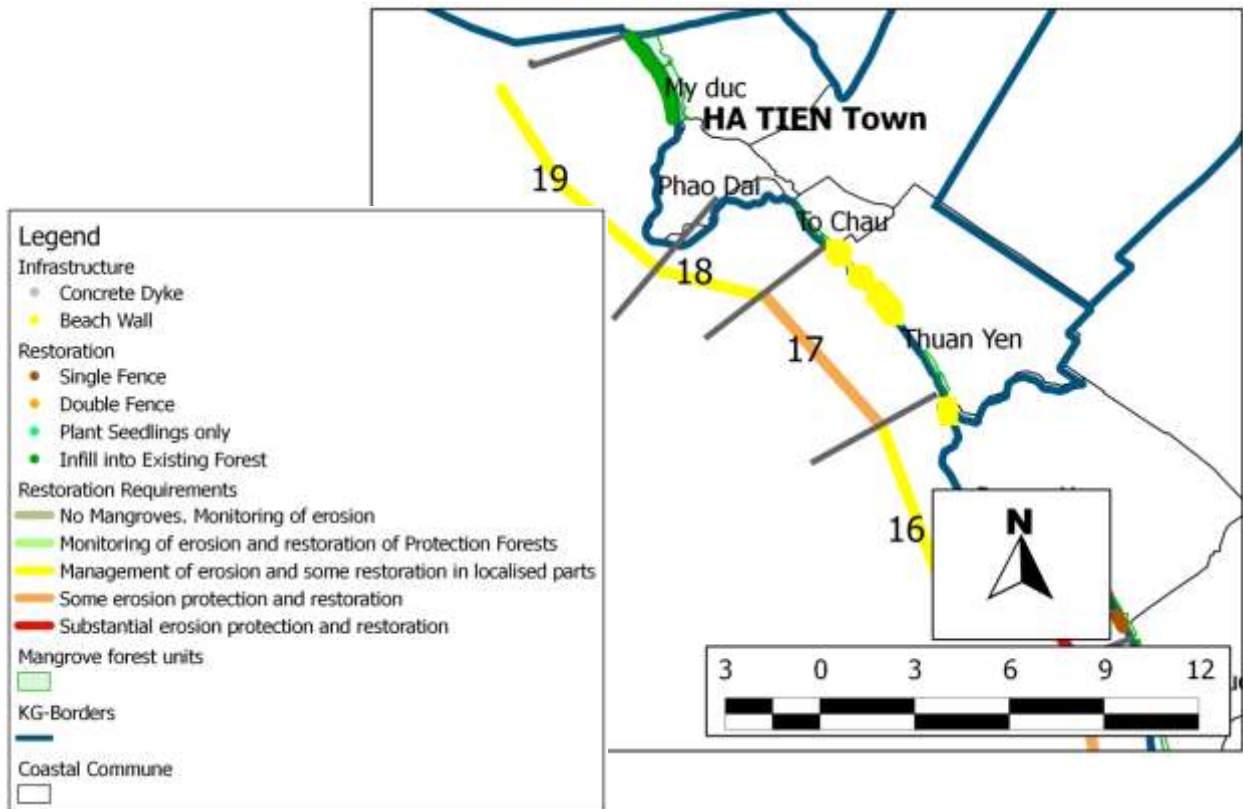 My duc
HA TIEN Town
19
Phao Dai
To Chau
18
17
Thuan Yen
16
N
3 0 3 6 9 12
Legend
Infrastructure
Concrete Dyke
Beach Wall
Restoration
Single Fence
Double Fence
Plant Seedlings only
Infill into Existing Forest
Restoration Requirements
No Mangroves. Monitoring of erosion
Monitoring of erosion and restoration of Protection Forests
Management of erosion and some restoration in localised parts
Some erosion protection and restoration
Substantial erosion protection and restoration
Mangrove forest units
KG-Borders
Coastal Commune